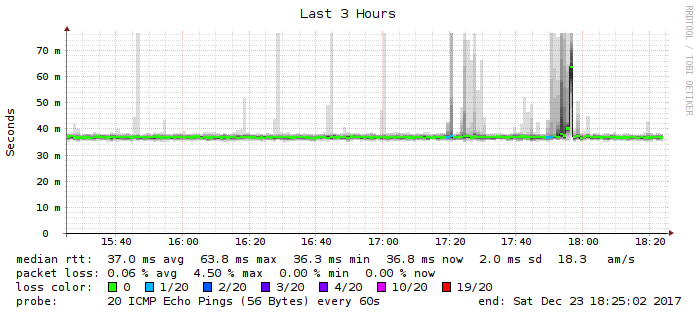 Last 3 Hours
RRDTOOL / TOBI OETIKER
Seconds
70 m
60 m
50 m
40 m
30 m
20 m
10 m
0
15:40 16:00 16:20 16:40 17:00 17:20 17:40 18:00 18:20
median rtt: 37.0 ms avg 63.8 ms max 36.3 ms min 36.8 ms now 2.0 ms sd 18.3 am/s
packet loss: 0.06 % avg 4.50 % max 0.00 % min 0.00 % now
loss color: 0 1/20 2/20 3/20 4/20 10/20 19/20
probe: 20 ICMP Echo Pings (56 Bytes) every 60s end: Sat Dec 23 18:25:02 2017